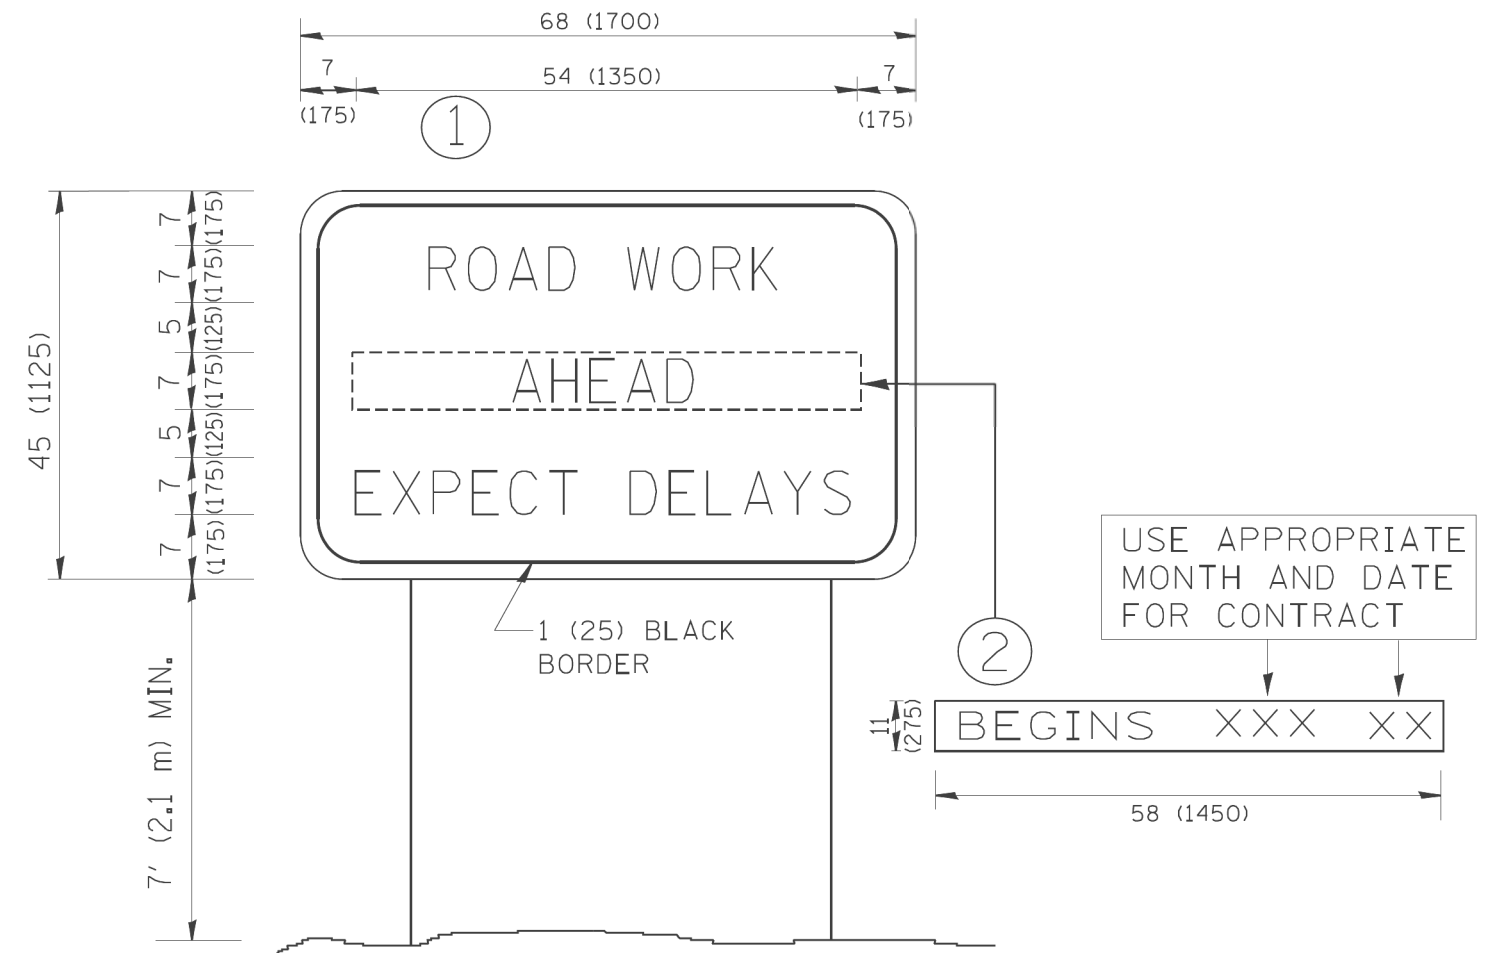 68 (1700)
7
54 (1350)
7
(175)
(175)
1
7
(175)
7
(175)
5
(125)
7
(175)
5
(125)
7
(175)
7
(175)
45 (1125)
ROAD WORK
AHEAD
EXPECT DELAYS
1 (25) BLACK
BORDER
7' (2.1 m) MIN.
USE APPROPRIATE
MONTH AND DATE
FOR CONTRACT
2
11
(275)
BEGINS XXX XX
58 (1450)